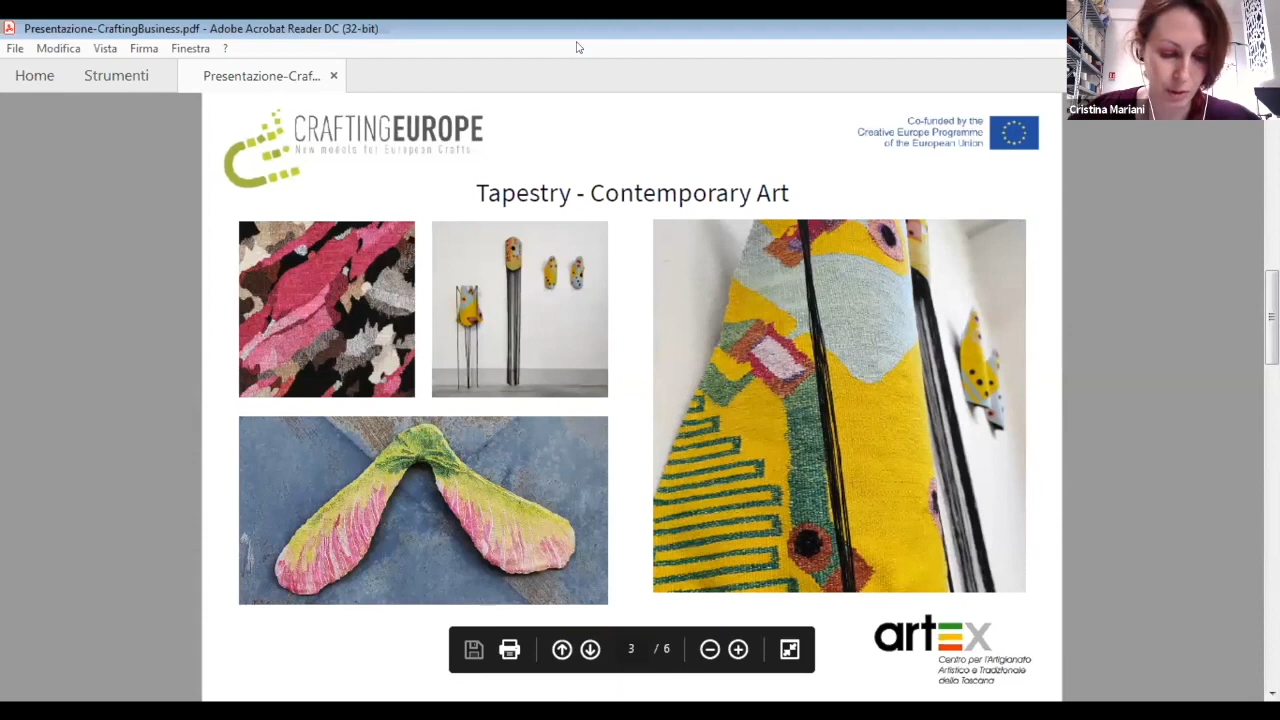 Presentazione-CraftingBusiness.pdf - Adobe Acrobat Reader DC (32-bit)
File Modifica Vista Firma Finestra ?
Home Strumenti Presentazione-Craf... ×
Cristina Mariani
CRAFTINGEUROPE
New models for European Crafts
Co-funded by the
Creative Europe Programme
of the European Union
Tapestry - Contemporary Art
3 / 6
artex
Centro per l'Artigianato
Artistico e Tradizionale
della Toscana